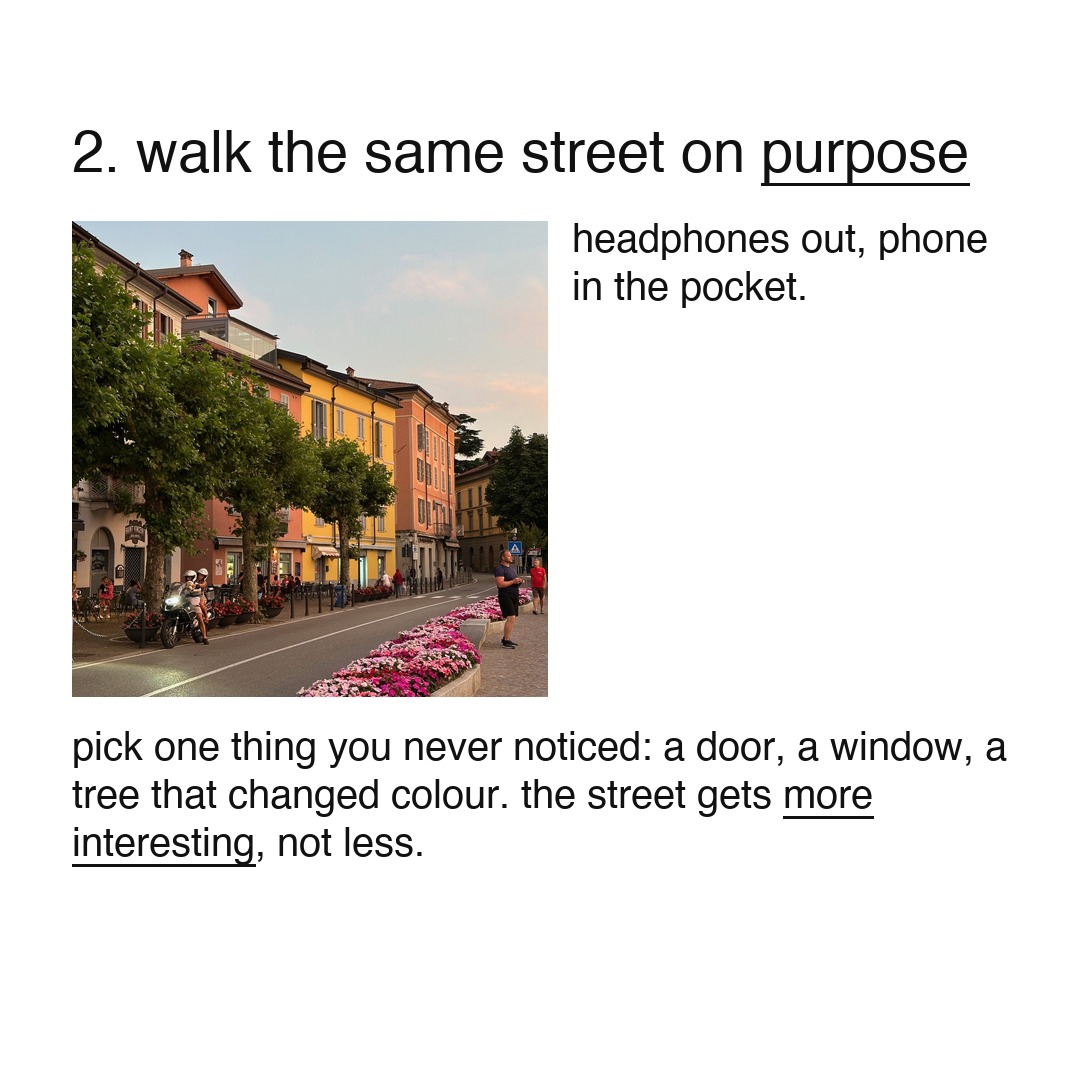 2. walk the same street on purpose
headphones out, phone
in the pocket.
pick one thing you never noticed: a door, a window, a
tree that changed colour. the street gets more
interesting, not less.